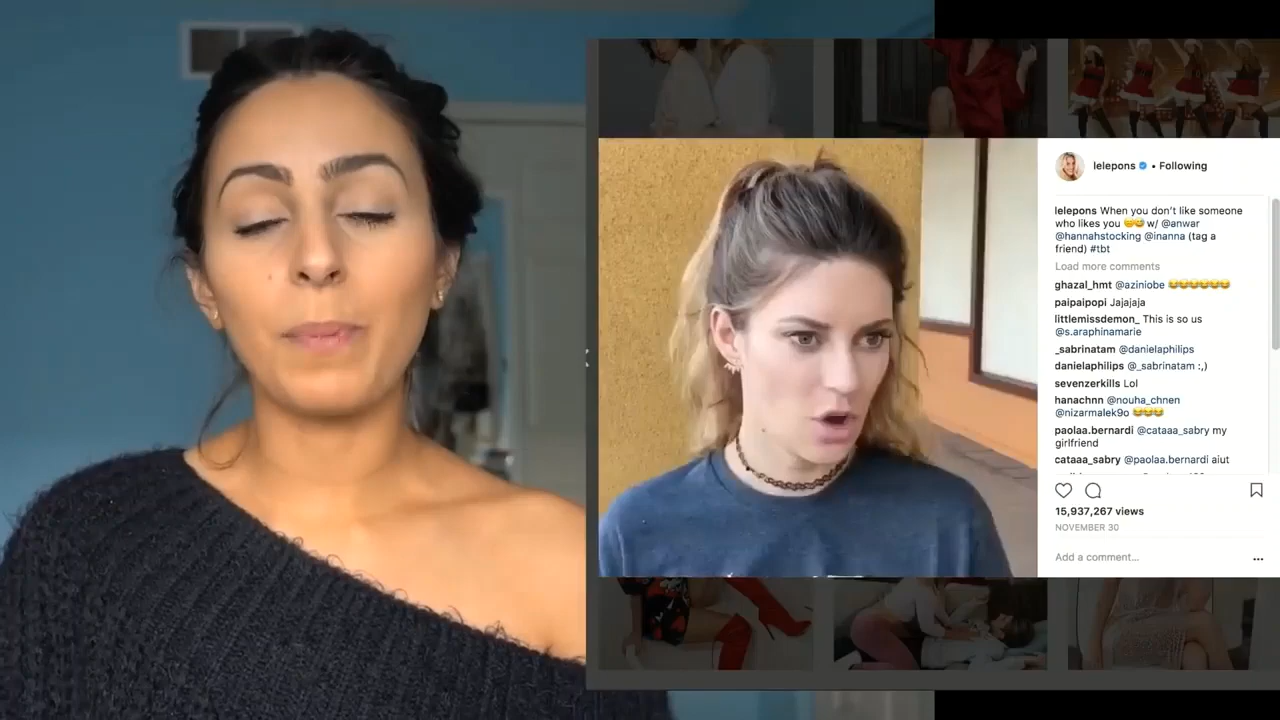 lelepons • Following
lelepons When you don't like someone
who likes you 🤝😅 w/ @anwar
@hannahstocking @inanna (tag a
friend) #tbt
Load more comments
ghazal_hmt @aziniobe 😂😂😂😂😂😂
paipaipopi Jajajaja
littlemissdemon_ This is so us
@s.araphinamarie
_sabrinatam @danielaphilips
danielaphilips @_sabrinatam :,)
sevenzerkills Lol
hanachnn @nouha_chnen
@nizarmalek9o 😂😂😂
paolaa.bernardi @cataaa_sabry my
girlfriend
cataaa_sabry @paolaa.bernardi aiut
15,937,267 views
NOVEMBER 30
Add a comment...